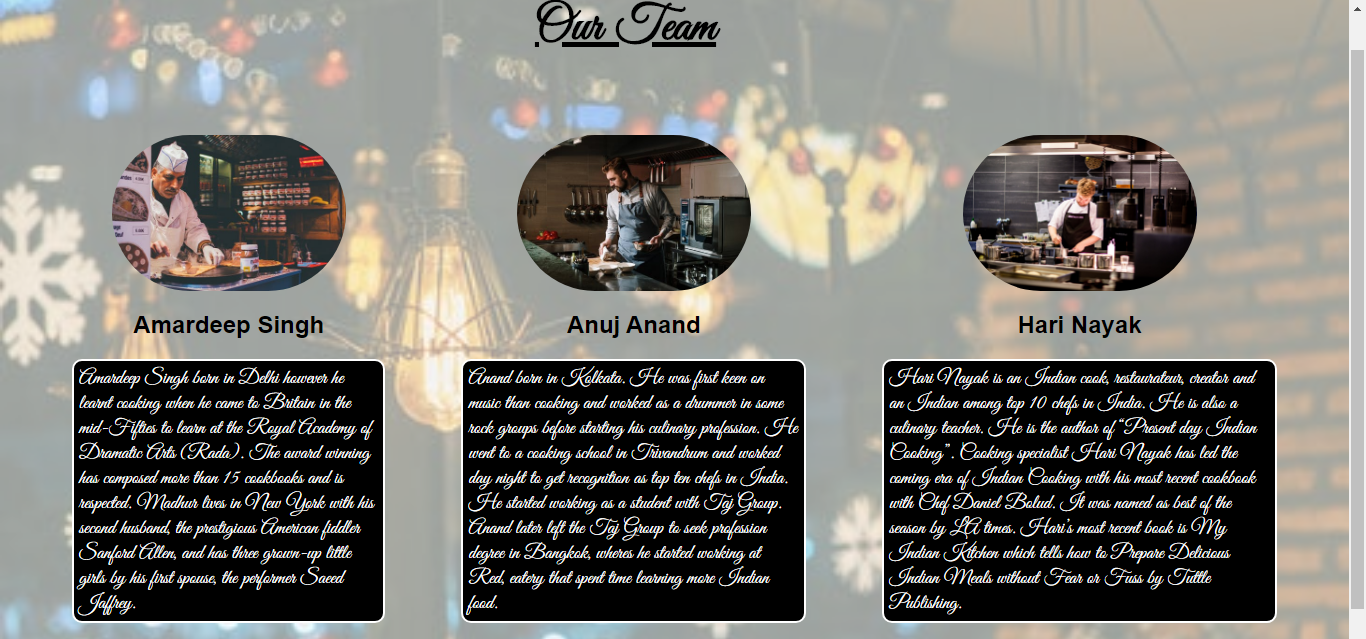 Our Team
Amardeep Singh
Anuj Anand
Hari Nayak
Amardeep Singh born in Delhi however he
learnt cooking when he came to Britain in the
mid-Fifties to learn at the Royal Academy of
Dramatic Arts (Rada). The award winning
has composed more than 15 cookbooks and is
respected. Madhur lives in New York with his
second husband, the prestigious American fiddler
Sanford Allen, and has three grown-up little
girls by his first spouse, the performer Saeed
Jaffrey.
Anand born in Kolkata. He was first keen on
music than cooking and worked as a drummer in some
rock groups before starting his culinary profession. He
went to a cooking school in Trivandrum and worked
day night to get recognition as top ten chefs in India.
He started working as a student with Taj Group.
Anand later left the Taj Group to seek profession
degree in Bangkok, wheres he started working at
Red, eatery that spent time learning more Indian
food.
Hari Nayak is an Indian cook, restaurateur, creator and
an Indian among top 10 chefs in India. He is also a
culinary teacher. He is the author of “Present day Indian
Cooking”. Cooking specialist Hari Nayak has led the
coming era of Indian Cooking with his most recent cookbook
with Chef Daniel Bolud. It was named as best of the
season by LA times. Hari’s most recent book is My
Indian Kitchen which tells how to Prepare Delicious
Indian Meals without Fear or Fuss by Tuttle
Publishing.